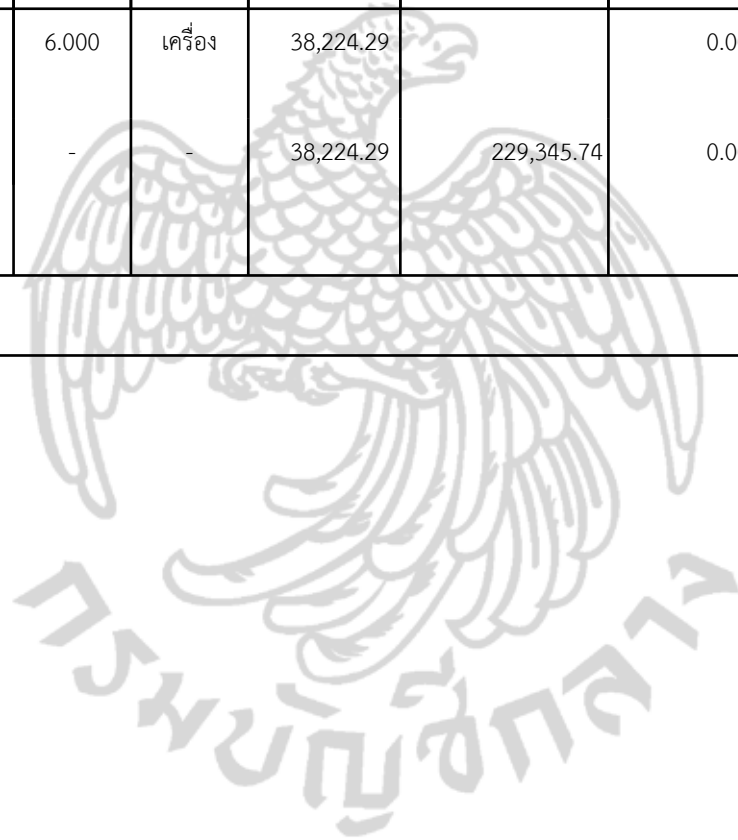 6.000 เครื่อง 38,224.29 0.0
- - 38,224.29 229,345.74 0.0
กรมบัญชีกลาง